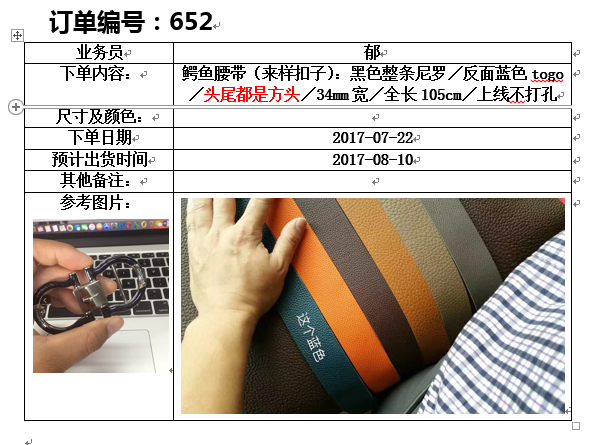 订单编号：652
业务员
郁
下单内容：
鳄鱼腰带（来样扣子）：黑色整条尼罗／反面蓝色 togo
／头尾都是方头／34mm 宽／全长 105cm／上线不打孔
尺寸及颜色：
下单日期
2017-07-22
预计出货时间
2017-08-10
其他备注：
参考图片：
这个蓝色